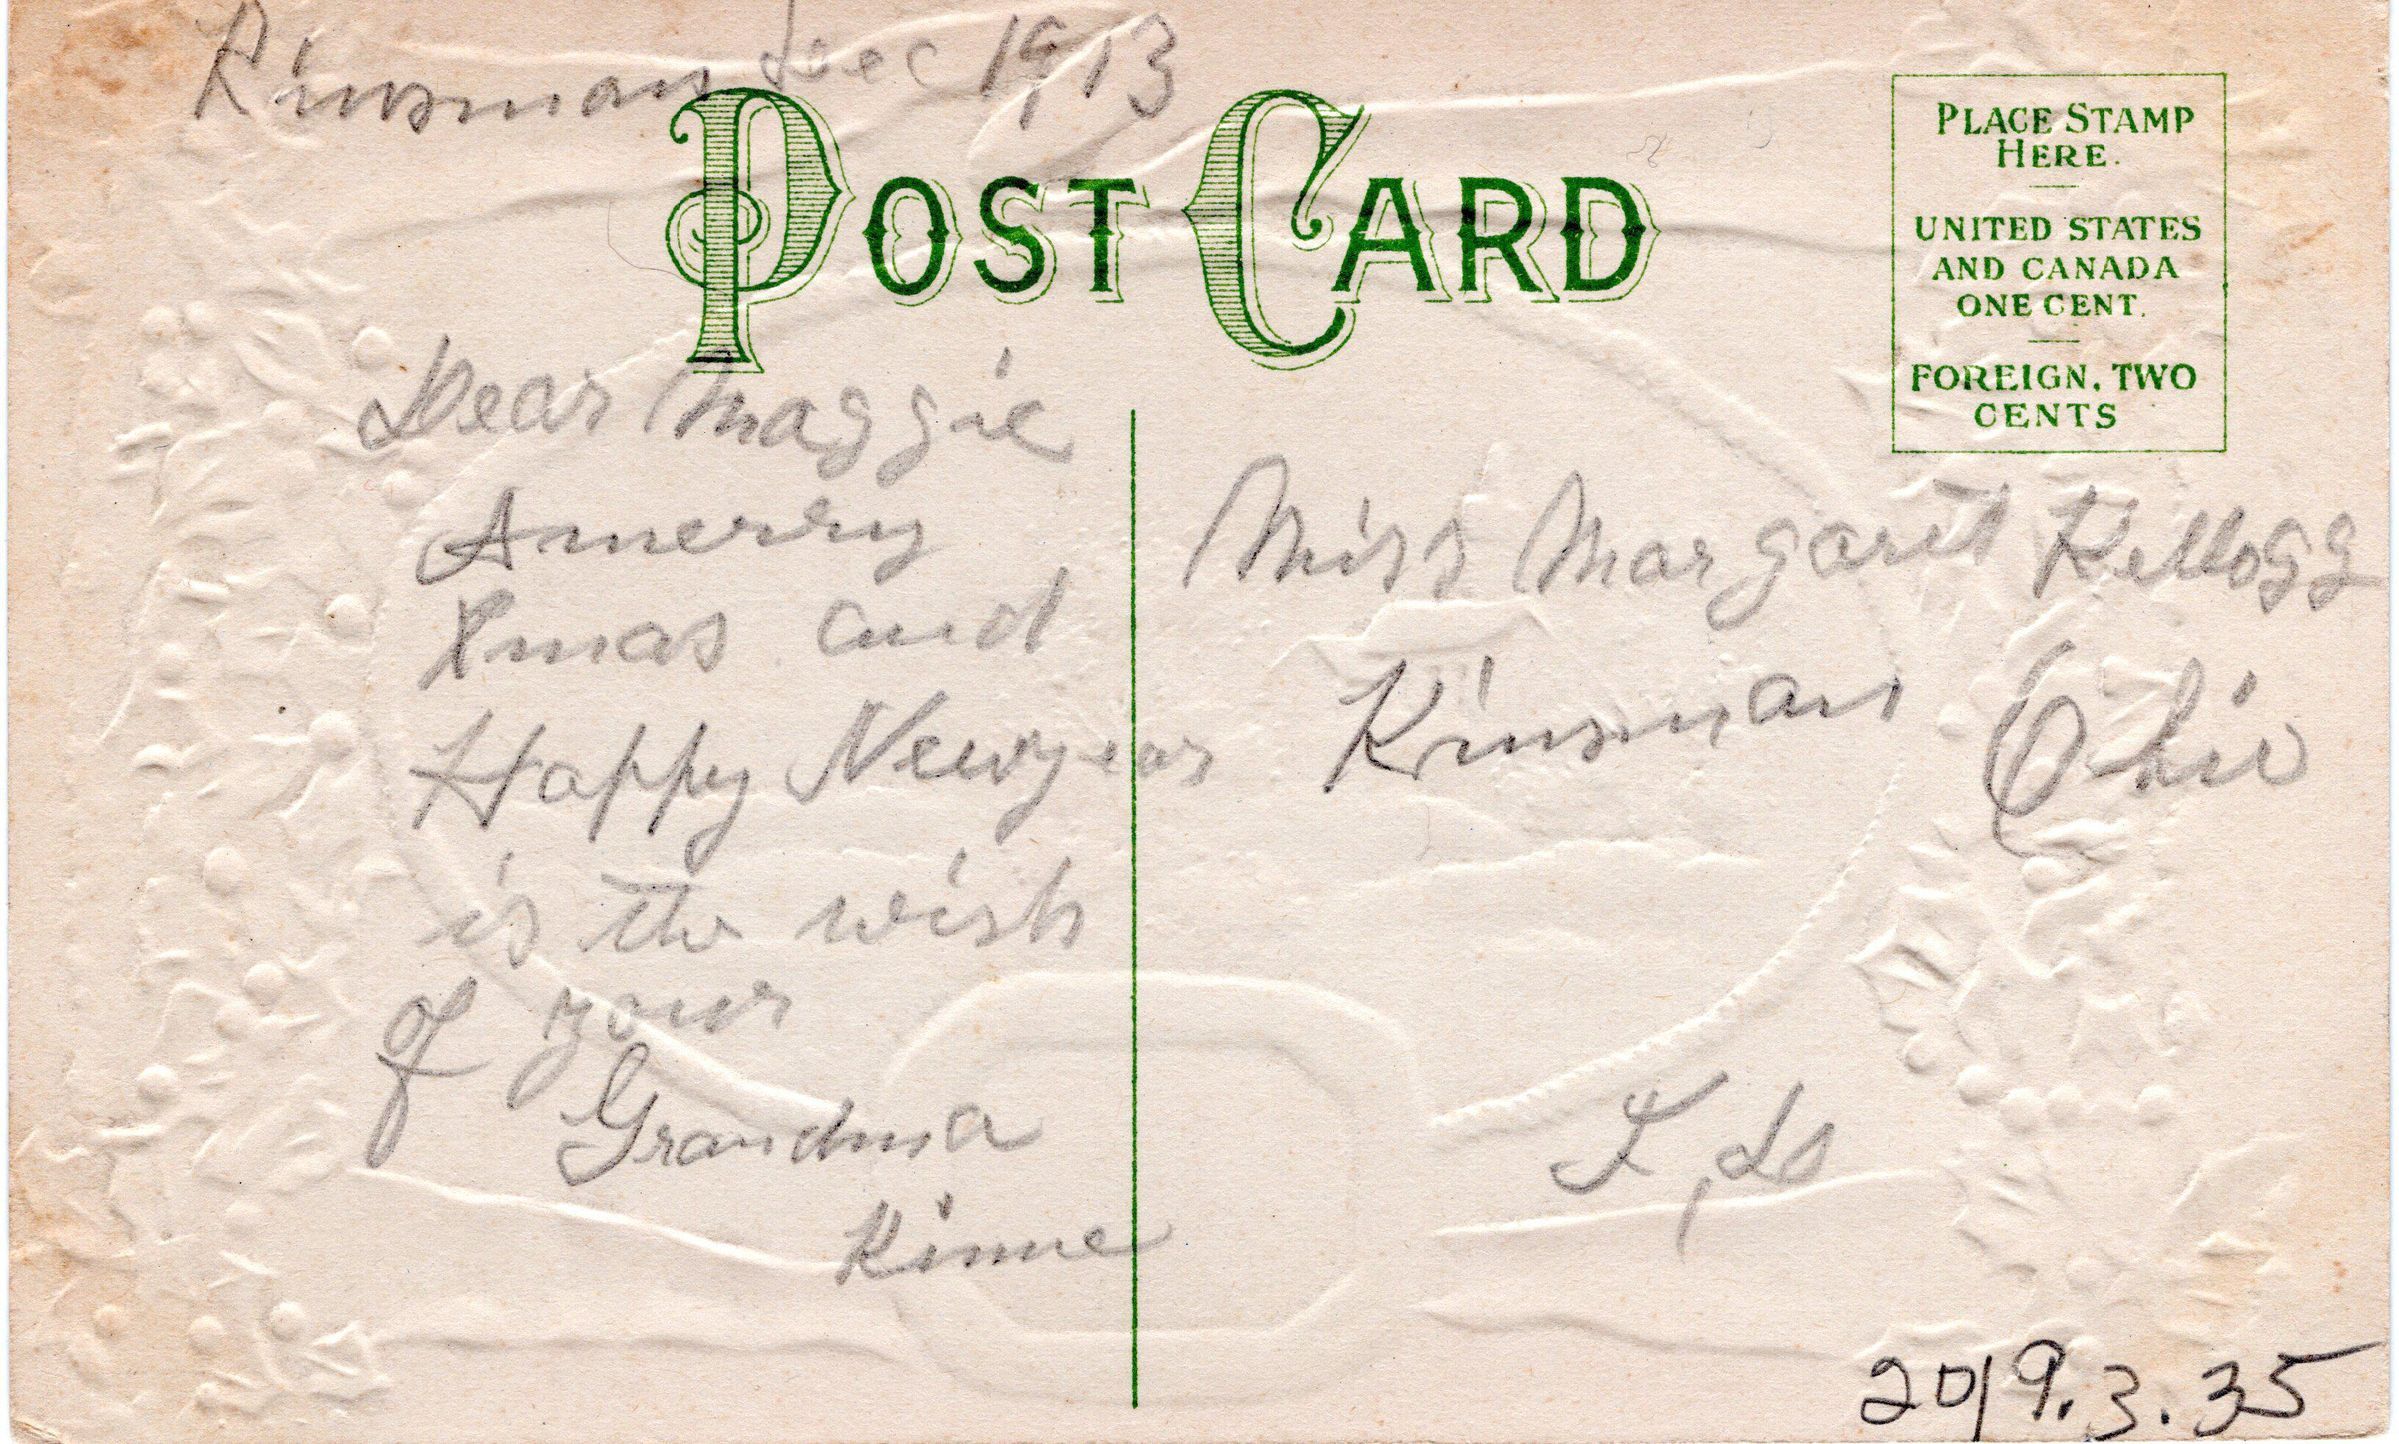 Kinsman Dec 1913
POST CARD
PLACE STAMP
HERE.
UNITED STATES
AND CANADA
ONE CENT.
FOREIGN, TWO
CENTS
Dear Maggie
A merry
Xmas and
Happy Newyear
is the wish
of your
Grandma
Kinne
Miss Margaret Kellogg
Kinsman Ohio
2019.3.35